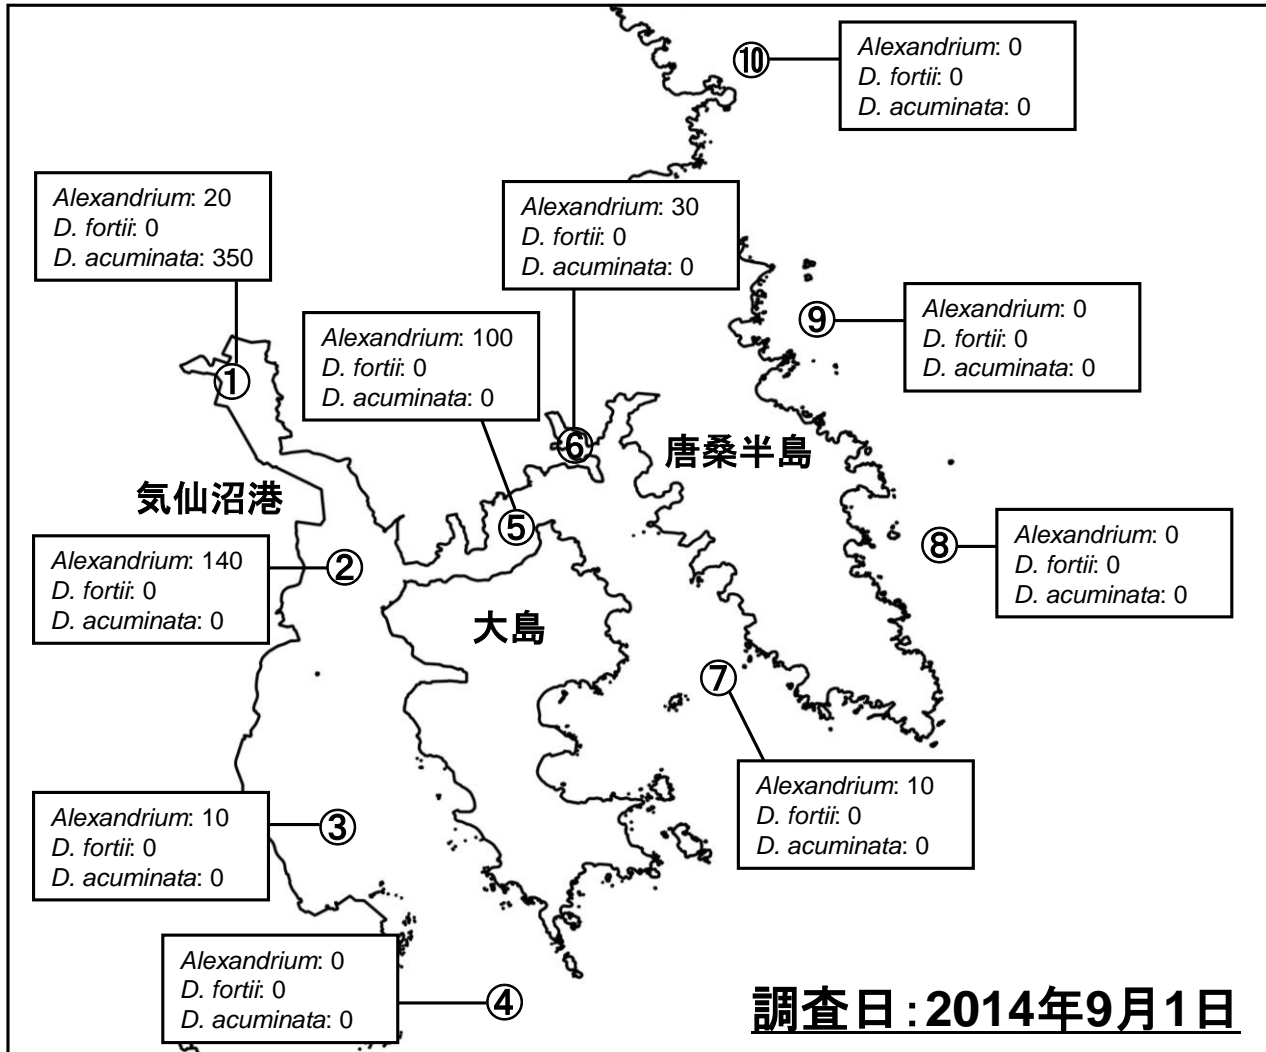 ⑩
Alexandrium: 0
D. fortii: 0
D. acuminata: 0
Alexandrium: 20
D. fortii: 0
D. acuminata: 350
①
Alexandrium: 30
D. fortii: 0
D. acuminata: 0
⑥
Alexandrium: 0
D. fortii: 0
D. acuminata: 0
⑨
Alexandrium: 100
D. fortii: 0
D. acuminata: 0
⑤
唐桑半島
気仙沼港
Alexandrium: 140
D. fortii: 0
D. acuminata: 0
②
大島
⑧
Alexandrium: 0
D. fortii: 0
D. acuminata: 0
⑦
Alexandrium: 10
D. fortii: 0
D. acuminata: 0
Alexandrium: 10
D. fortii: 0
D. acuminata: 0
③
Alexandrium: 0
D. fortii: 0
D. acuminata: 0
④
調査日:2014年9月1日